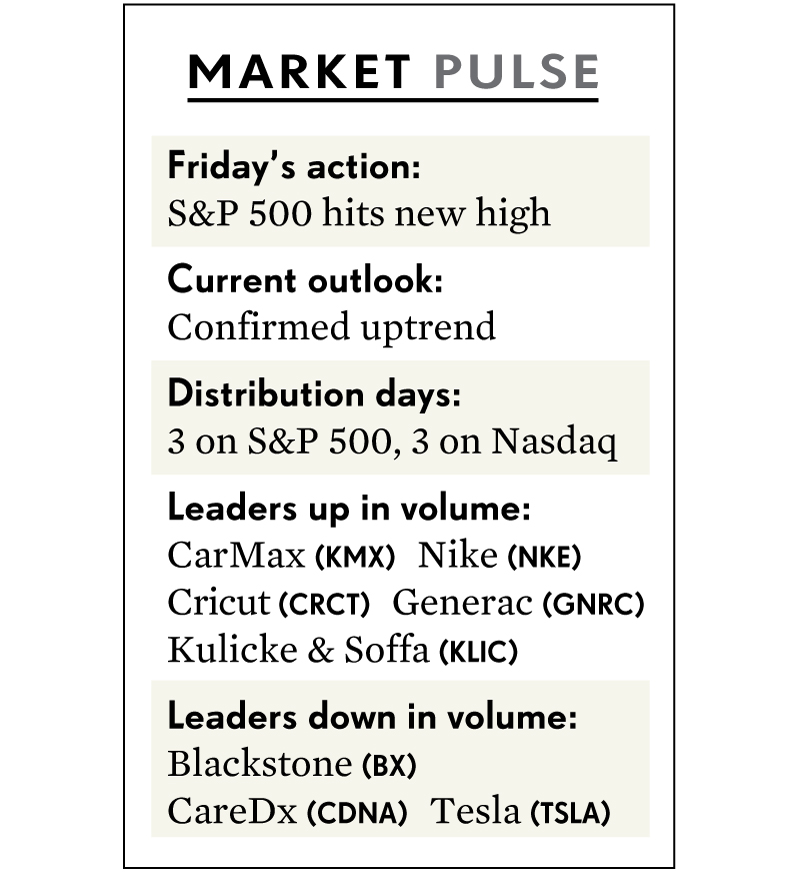 MARKET PULSE
Friday’s action:
S&P 500 hits new high
Current outlook:
Confirmed uptrend
Distribution days:
3 on S&P 500, 3 on Nasdaq
Leaders up in volume:
CarMax (KMX) Nike (NKE)
Cricut (CRCT) Generac (GNRC)
Kulicke & Soffa (KLIC)
Leaders down in volume:
Blackstone (BX)
CareDx (CDNA) Tesla (TSLA)